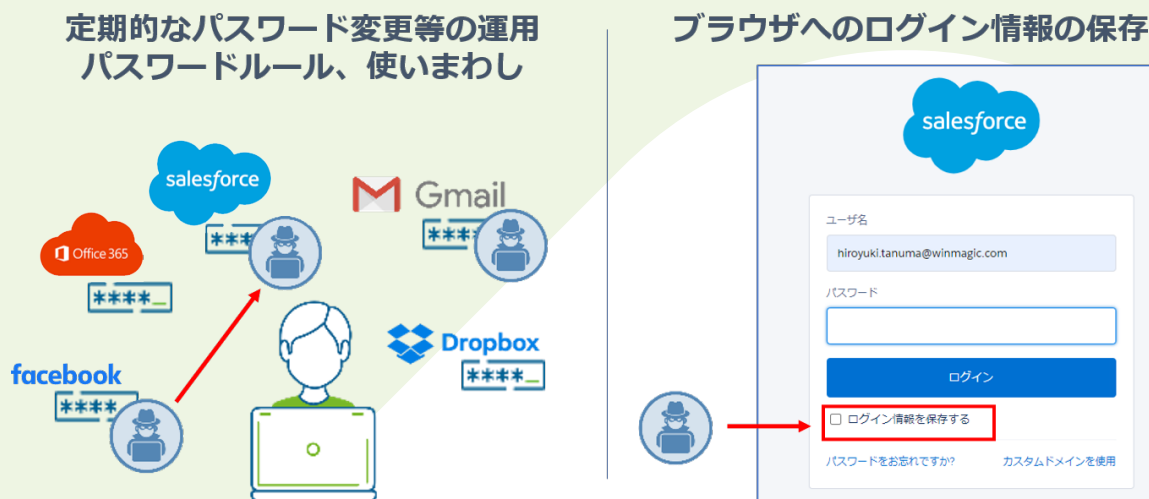 定期的なパスワード変更等の運用
パスワードルール、使いまわし
salesforce
Gmail
****
****
Office 365
****_
Dropbox
****_
facebook
****
ブラウザへのログイン情報の保存
salesforce
ユーザ名
hiroyuki.tanuma@winmagic.com
パスワード
ログイン
ログイン情報を保存する
パスワードをお忘れですか?
カスタムドメインを使用